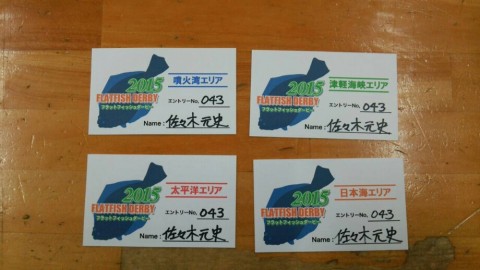 噴火湾エリア
2015
FLATFISH DERBY
フラットフィッシュダービー
エントリーNo. 043
Name: 佐々木元史
津軽海峡エリア
2015
FLATFISH DERBY
フラットフィッシュダービー
エントリーNo. 043
Name: 佐々木元史
太平洋エリア
2015
FLATFISH DERBY
フラットフィッシュダービー
エントリーNo. 043
Name: 佐々木元史
日本海エリア
2015
FLATFISH DERBY
フラットフィッシュダービー
エントリーNo. 043
Name: 佐々木元史